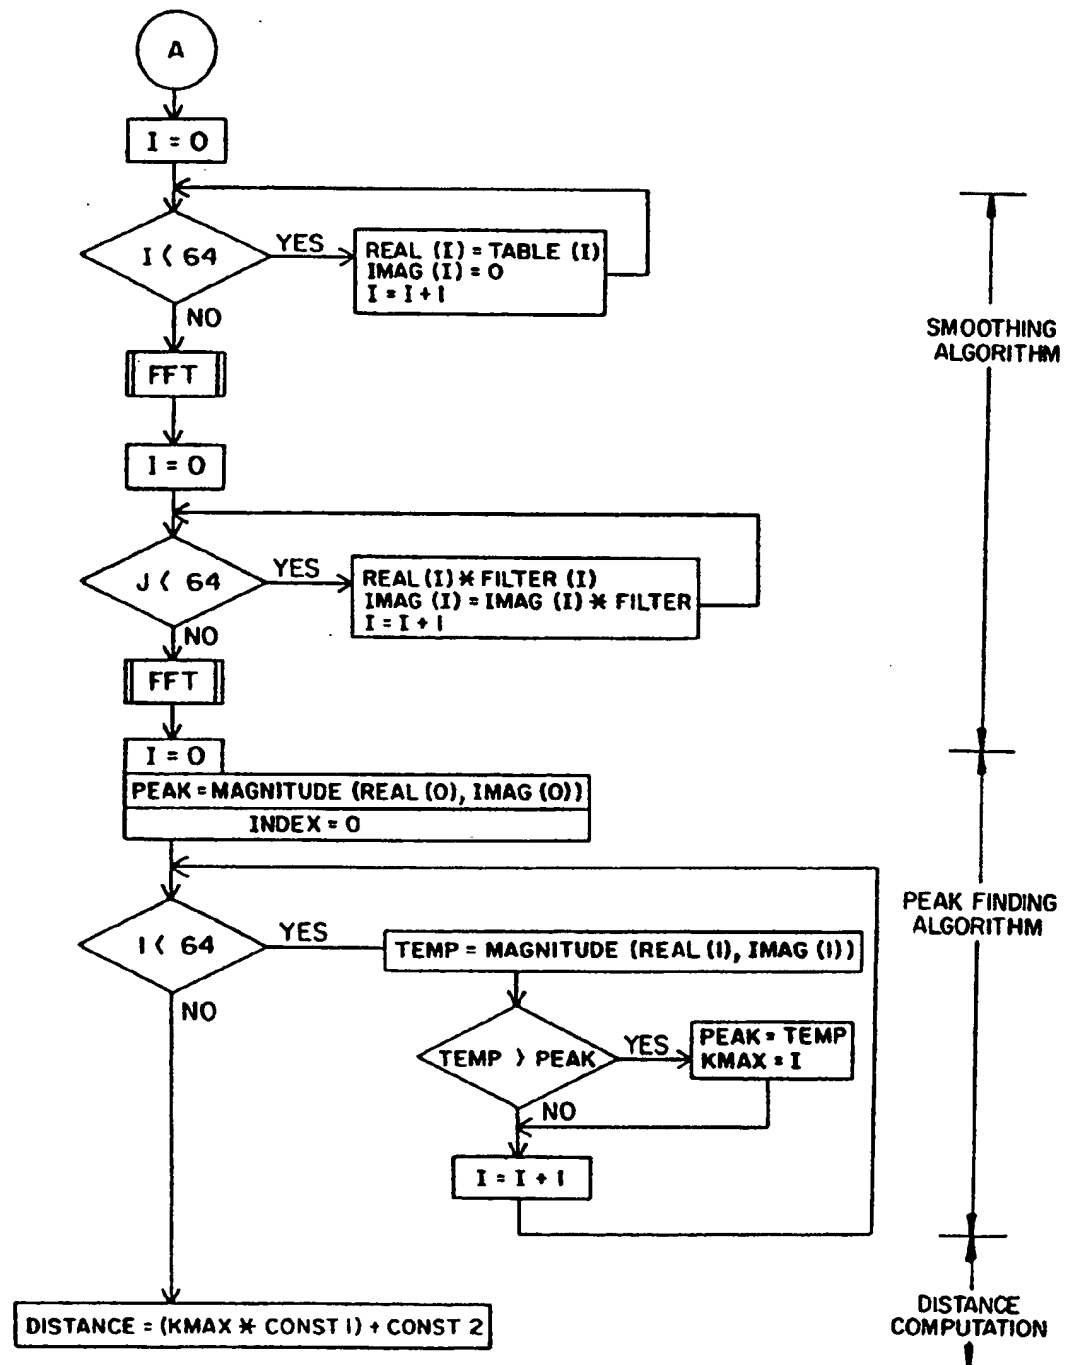 A
I = 0
I < 64
YES
REAL (I) = TABLE (I)
IMAG (I) = 0
I = I + 1
NO
SMOOTHING
ALGORITHM
FFT
I = 0
J < 64
YES
REAL (I) * FILTER (I)
IMAG (I) = IMAG (I) * FILTER
I = I + 1
NO
FFT
I = 0
PEAK = MAGNITUDE (REAL (0), IMAG (0))
INDEX = 0
PEAK FINDING
ALGORITHM
I < 64
YES
TEMP = MAGNITUDE (REAL (I), IMAG (I))
NO
TEMP > PEAK
YES
PEAK = TEMP
KMAX = I
NO
I = I + 1
DISTANCE = (KMAX * CONST 1) + CONST 2
DISTANCE
COMPUTATION